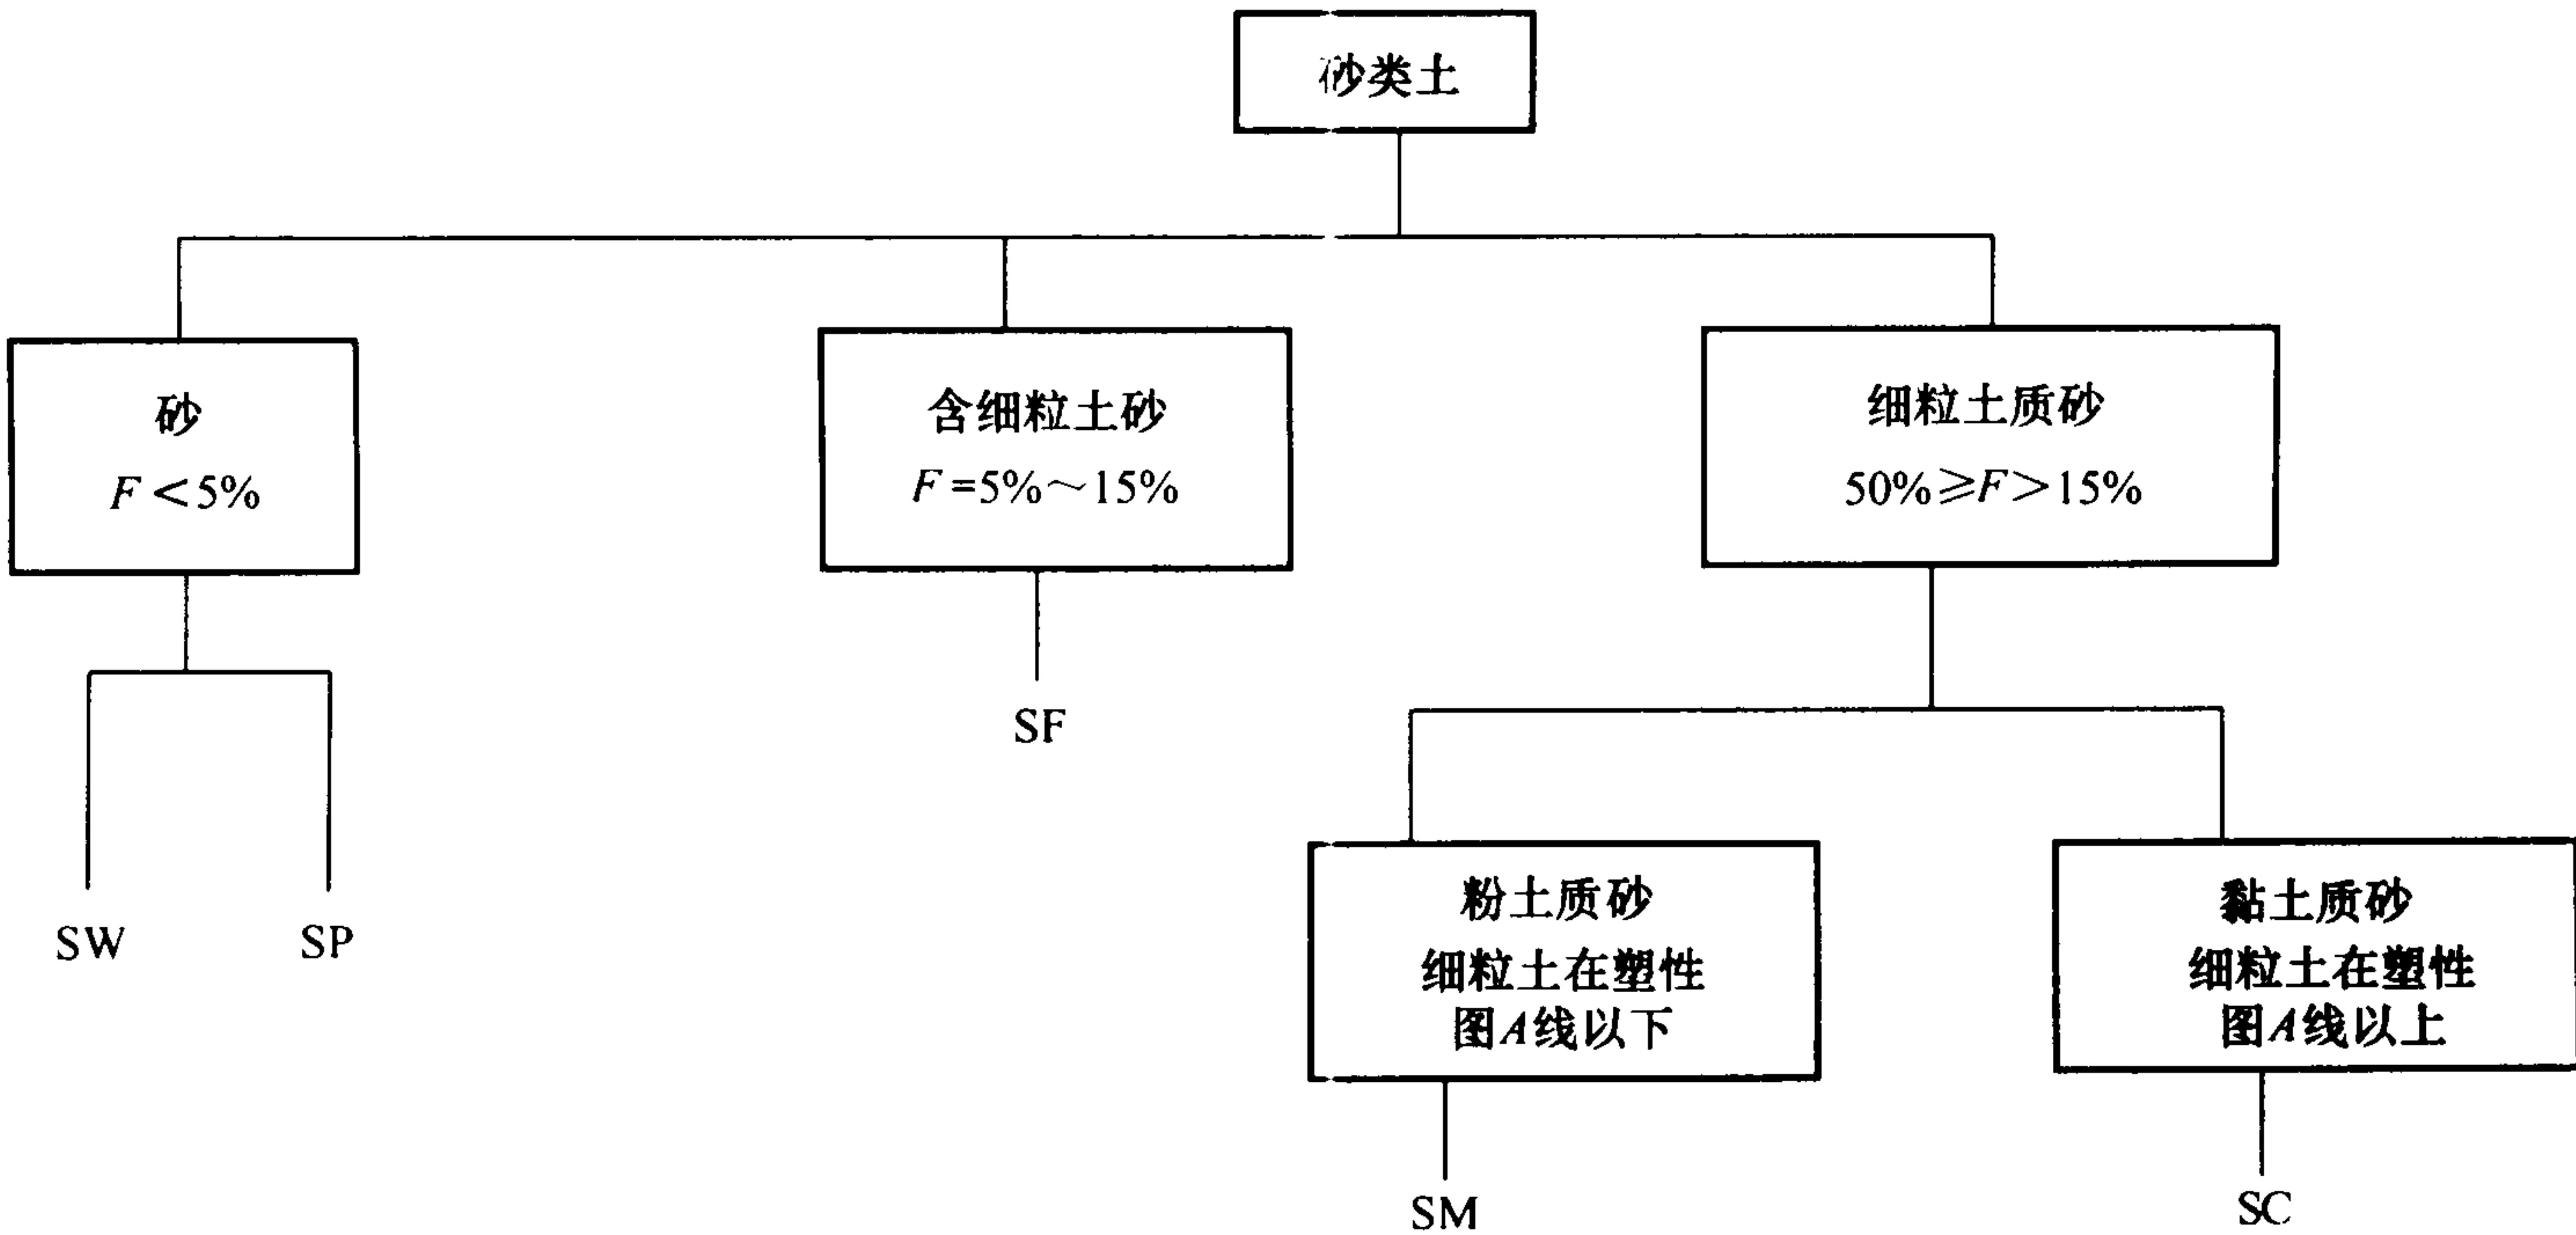 砂类土
砂
F<5%
含细粒土砂
F=5%～15%
细粒土质砂
50%≥F>15%
SF
SW
SP
粉土质砂
细粒土在塑性
图A线以下
黏土质砂
细粒土在塑性
图A线以上
SM
SC